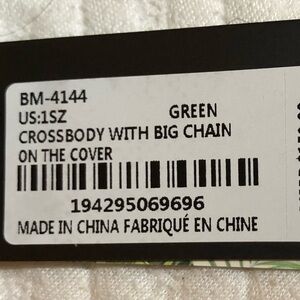 BM-4144
US:1SZ GREEN
CROSSBODY WITH BIG CHAIN
ON THE COVER
194295069696
MADE IN CHINA FABRIQUÉ EN CHINE